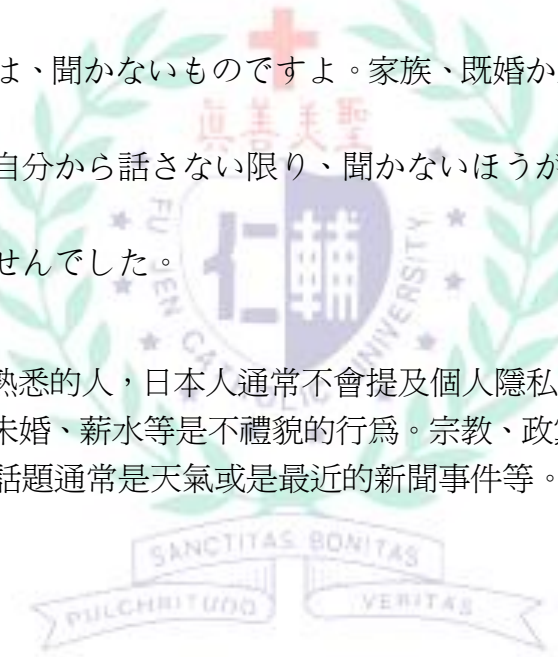 は、聞かないものですよ。家族、既婚か
真善美聖
自分から話さない限り、聞かないほうが
FU JEN CATHOLIC UNIVERSITY
仁輔
せんでした。
熟悉的人，日本人通常不會提及個人隱私
未婚、薪水等是不禮貌的行爲。宗教、政
話題通常是天氣或是最近的新聞事件等。
SANCTITAS BONITAS
PULCHRITUDO VERITAS